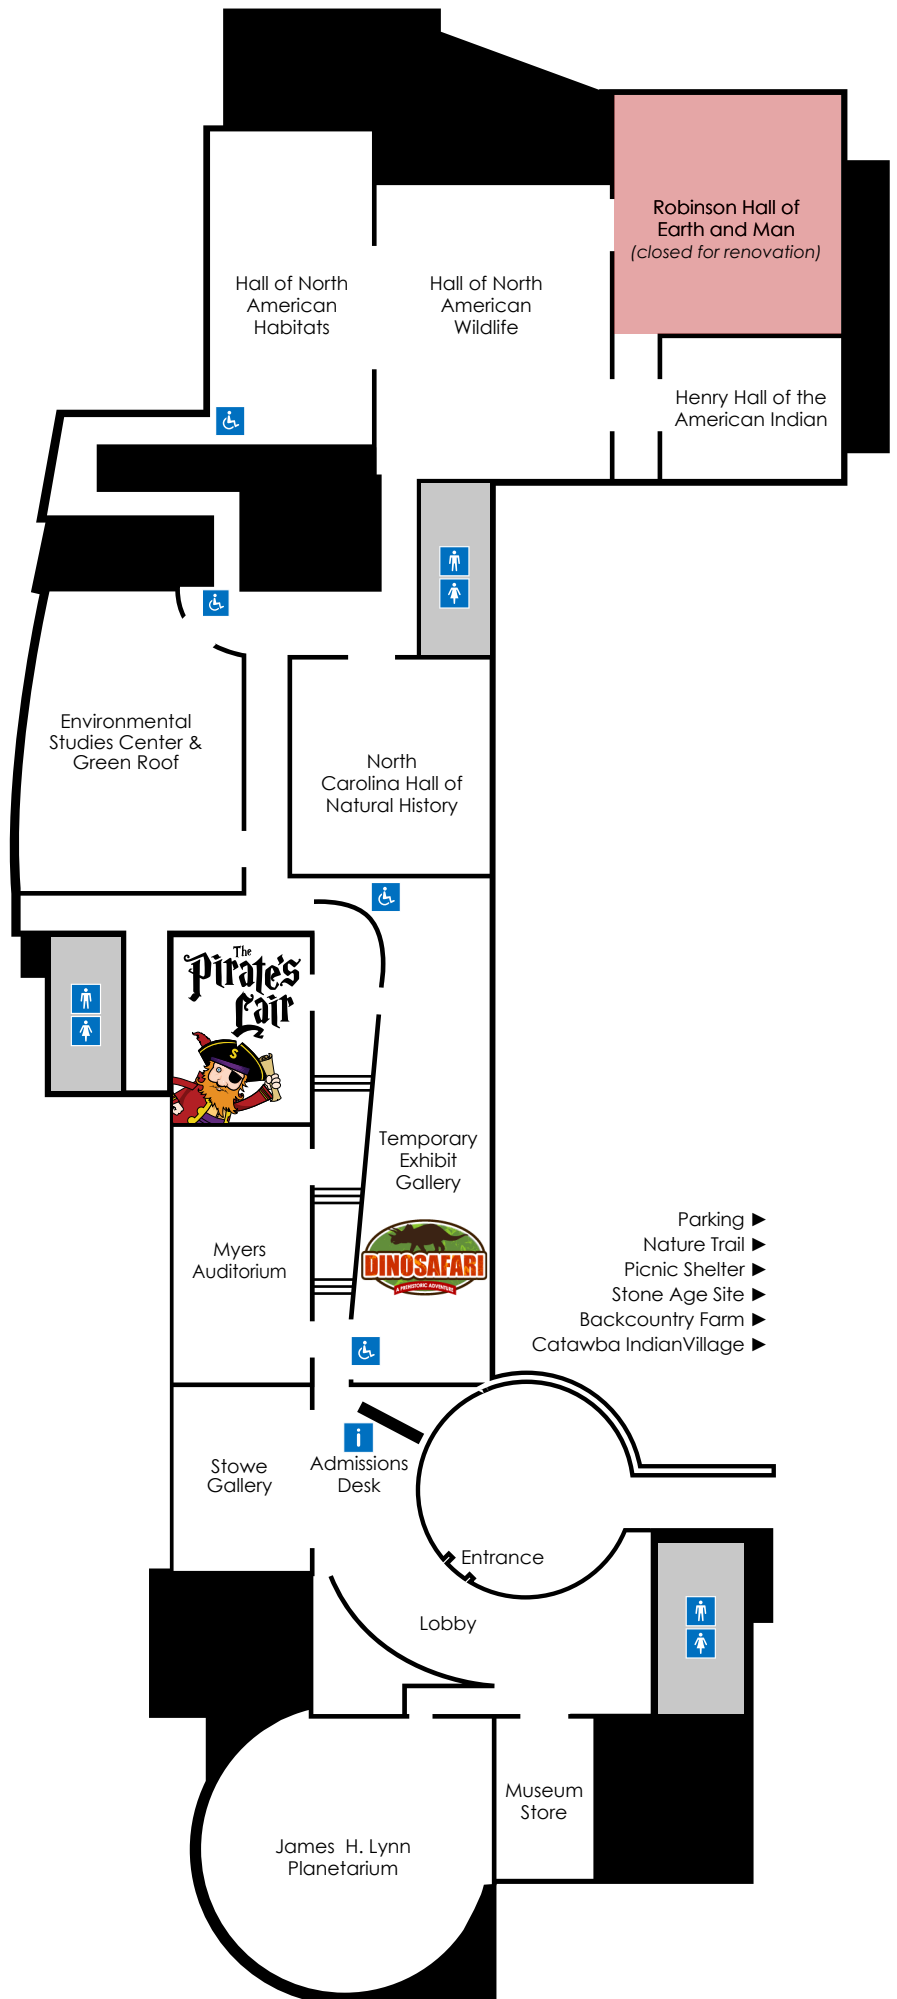 Robinson Hall of
Earth and Man
(closed for renovation)
Hall of North
American
Habitats
Hall of North
American
Wildlife
Henry Hall of the
American Indian
Environmental
Studies Center &
Green Roof
North
Carolina Hall of
Natural History
The
Pirate's
Lair
S
Temporary
Exhibit
Gallery
DINOSAFARI
A PREHISTORIC ADVENTURE
Myers
Auditorium
Parking ►
Nature Trail ►
Picnic Shelter ►
Stone Age Site ►
Backcountry Farm ►
Catawba IndianVillage ►
i
Admissions
Desk
Stowe
Gallery
Entrance
Lobby
Museum
Store
James H. Lynn
Planetarium